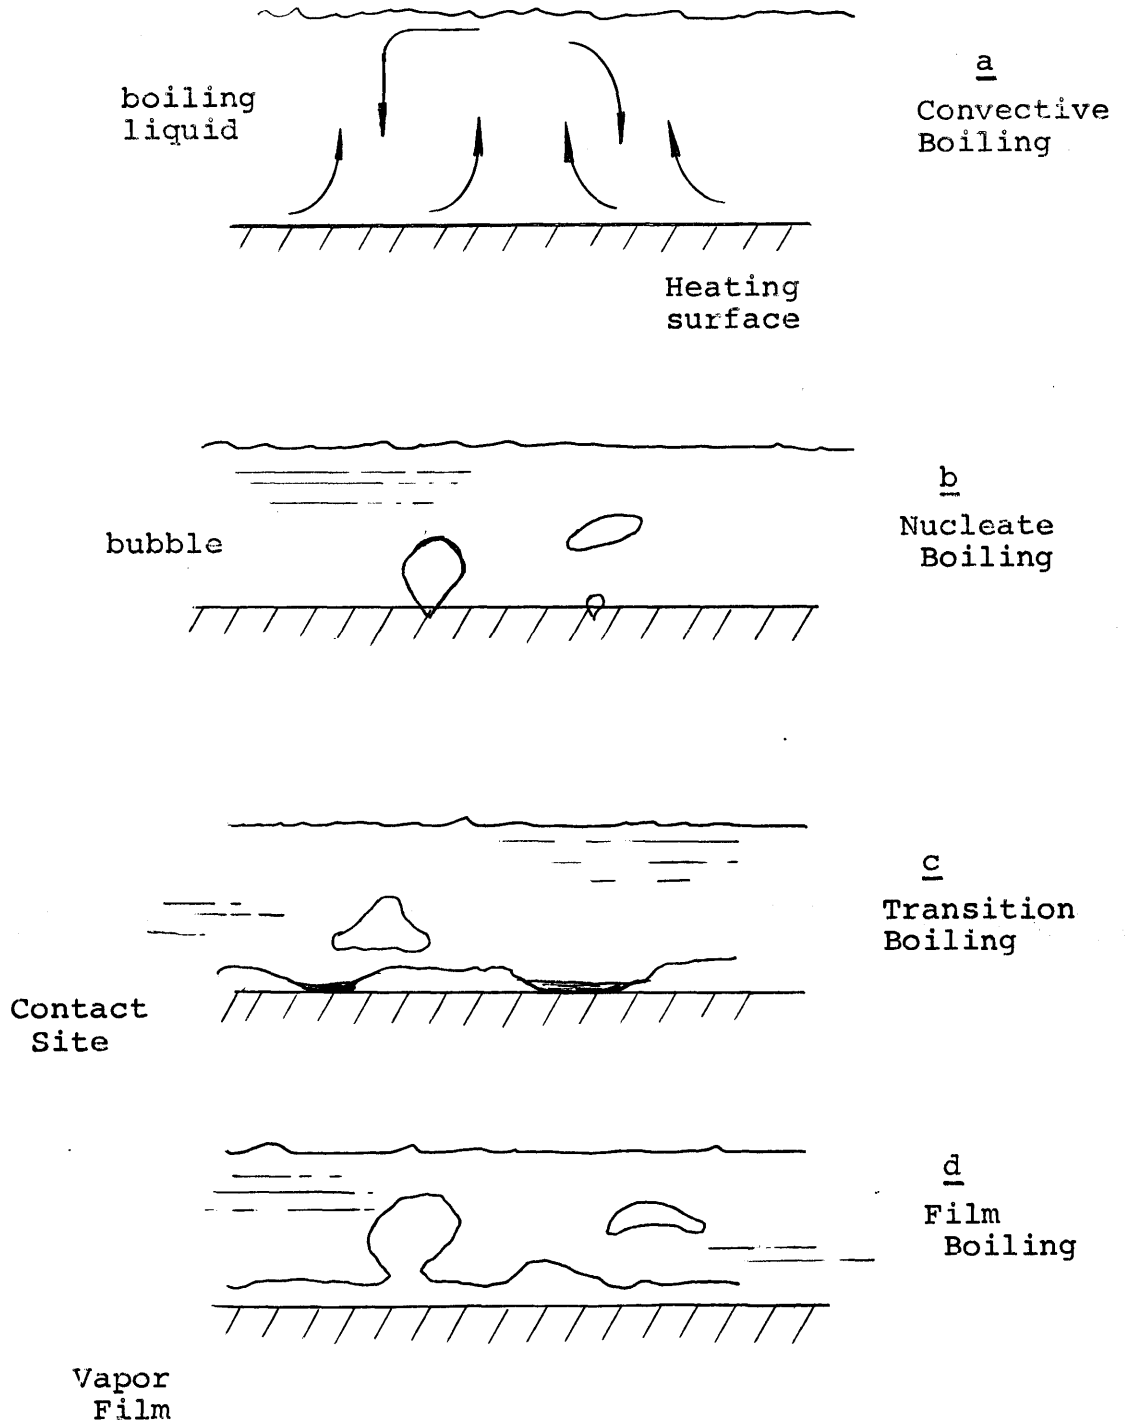 a
boiling
liquid
Convective
Boiling
Heating
surface
b
Nucleate
Boiling
bubble
c
Transition
Boiling
Contact
Site
d
Film
Boiling
Vapor
Film